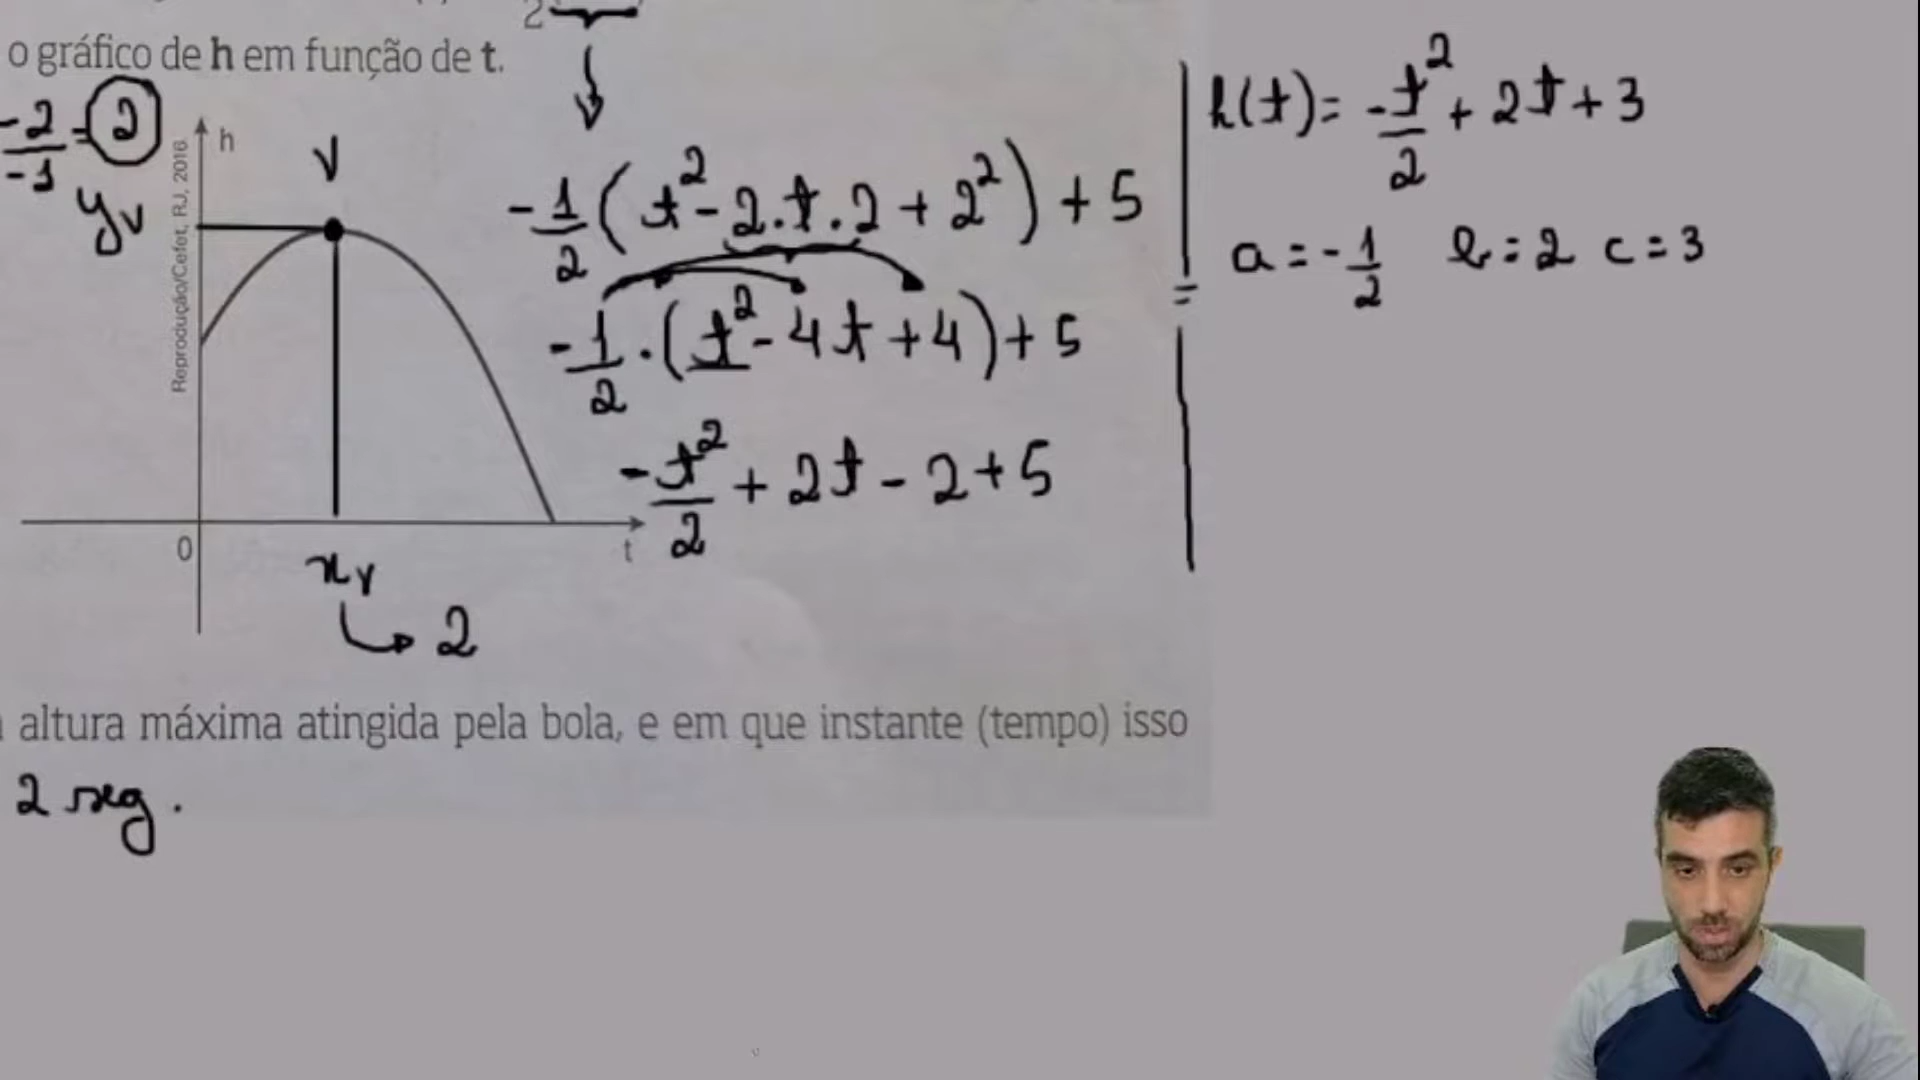 2
o gráfico de h em função de t.
-2/-1 = 2
h
V
yv
Reprodução/Cefet, RJ, 2016
-1/2 (t² - 2.t.2 + 2²) + 5
-1/2 . (t² - 4t + 4) + 5
-t²/2 + 2t - 2 + 5
0
t
xv
2
h(t) = -t²/2 + 2t + 3
=
a = -1/2 b = 2 c = 3
altura máxima atingida pela bola, e em que instante (tempo) isso
2 seg.